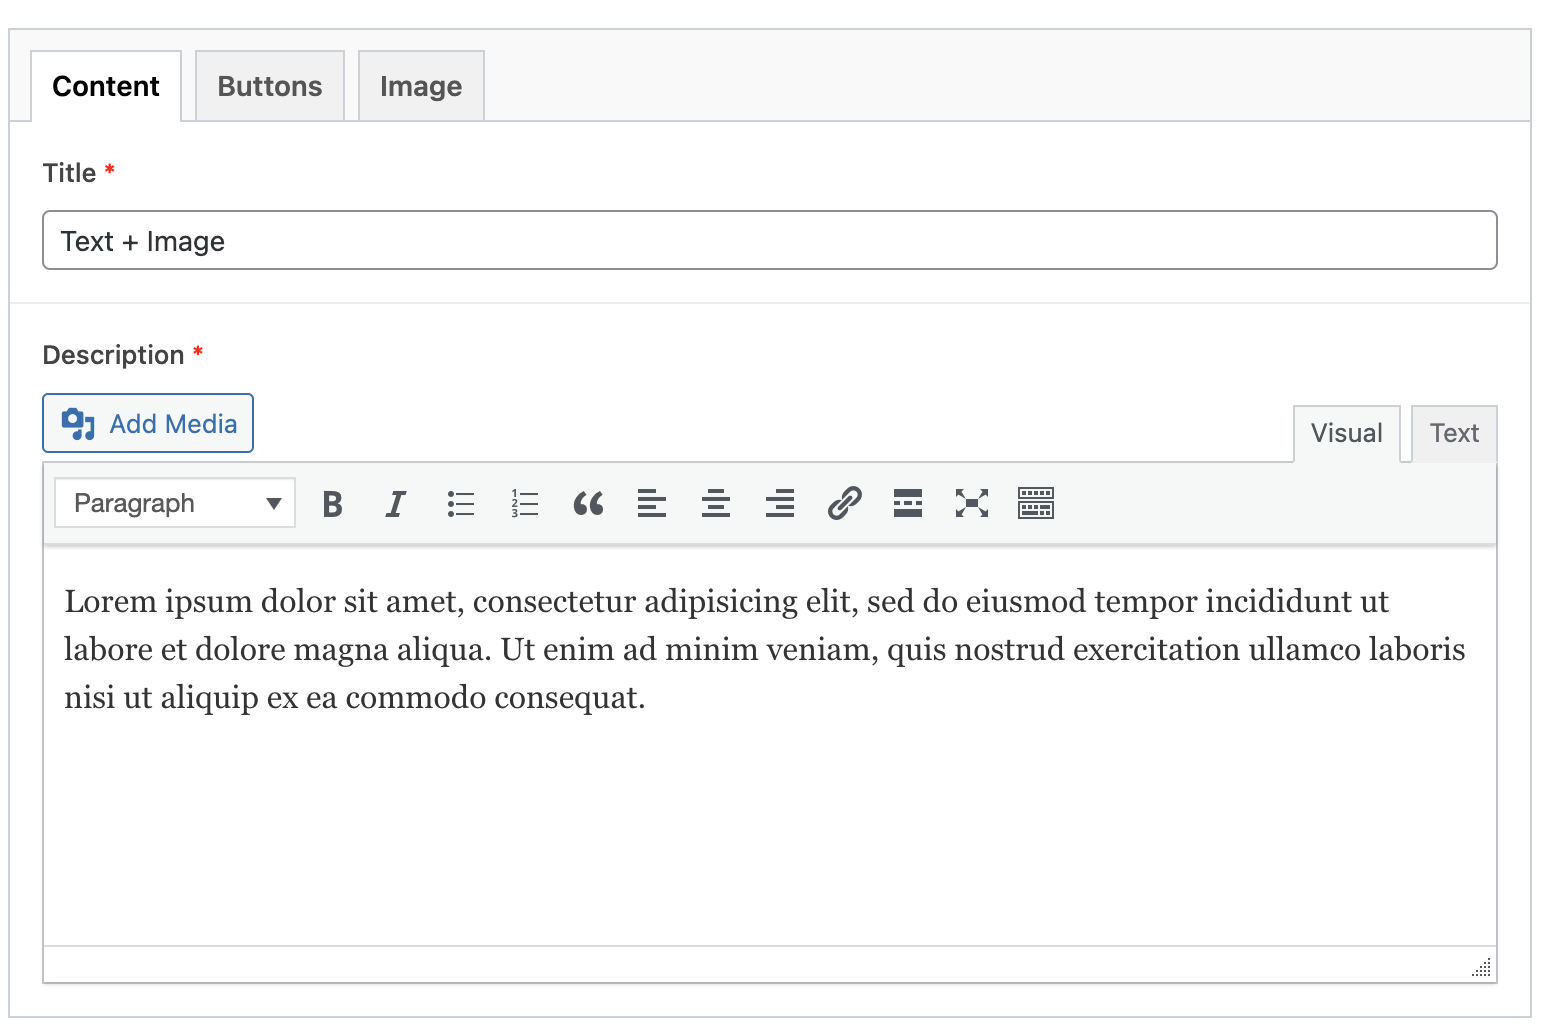 Content Buttons Image
Title *
Text + Image
Description *
Add Media
Visual Text
Paragraph
Lorem ipsum dolor sit amet, consectetur adipisicing elit, sed do eiusmod tempor incididunt ut
labore et dolore magna aliqua. Ut enim ad minim veniam, quis nostrud exercitation ullamco laboris
nisi ut aliquip ex ea commodo consequat.